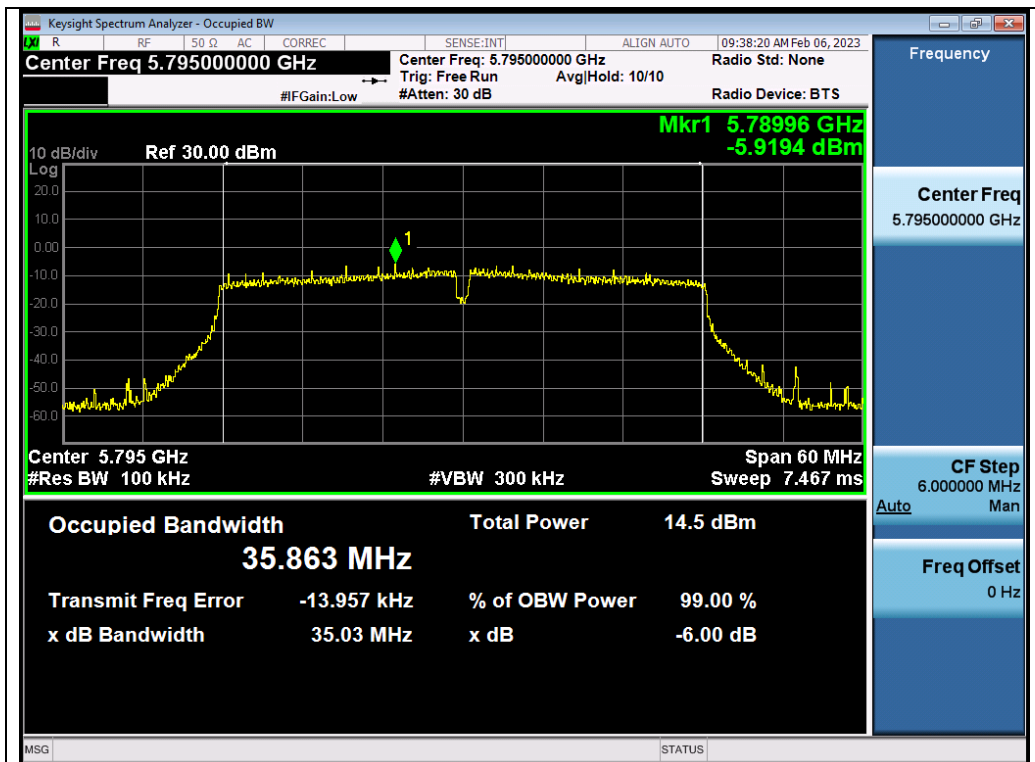 Keysight Spectrum Analyzer - Occupied BW
LXI R RF 50 Ω AC CORREC SENSE:INT ALIGN AUTO 09:38:20 AM Feb 06, 2023
Center Freq 5.795000000 GHz
Center Freq: 5.795000000 GHz Radio Std: None
Trig: Free Run Avg|Hold: 10/10
#IFGain:Low #Atten: 30 dB Radio Device: BTS
Mkr1 5.78996 GHz
-5.9194 dBm
10 dB/div Ref 30.00 dBm
Log
20.0
10.0
0.00
-10.0
-20.0
-30.0
-40.0
-50.0
-60.0
1
Center 5.795 GHz Span 60 MHz
#Res BW 100 kHz #VBW 300 kHz Sweep 7.467 ms
Occupied Bandwidth Total Power 14.5 dBm
35.863 MHz
Transmit Freq Error -13.957 kHz % of OBW Power 99.00 %
x dB Bandwidth 35.03 MHz x dB -6.00 dB
MSG STATUS
Frequency
Center Freq
5.795000000 GHz
CF Step
6.000000 MHz
Auto Man
Freq Offset
0 Hz